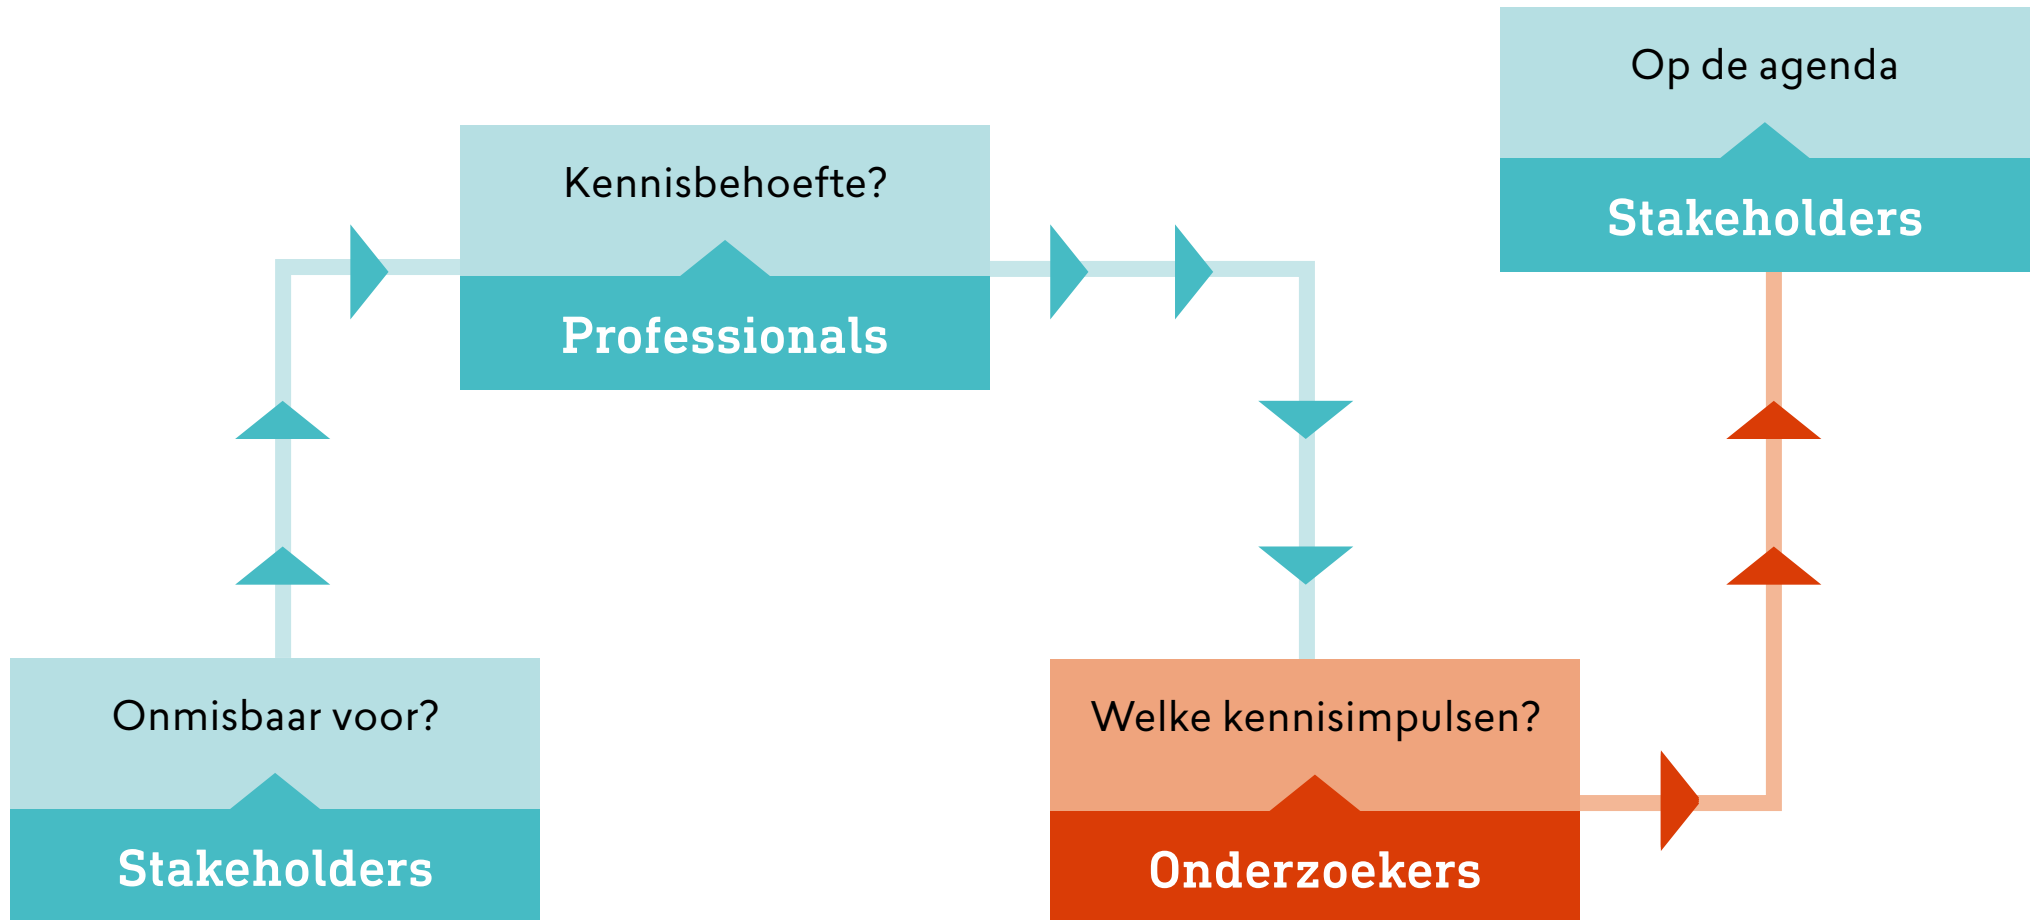 Op de agenda
Stakeholders
Kennisbehoefte?
Professionals
Onmisbaar voor?
Stakeholders
Welke kennisimpulsen?
Onderzoekers